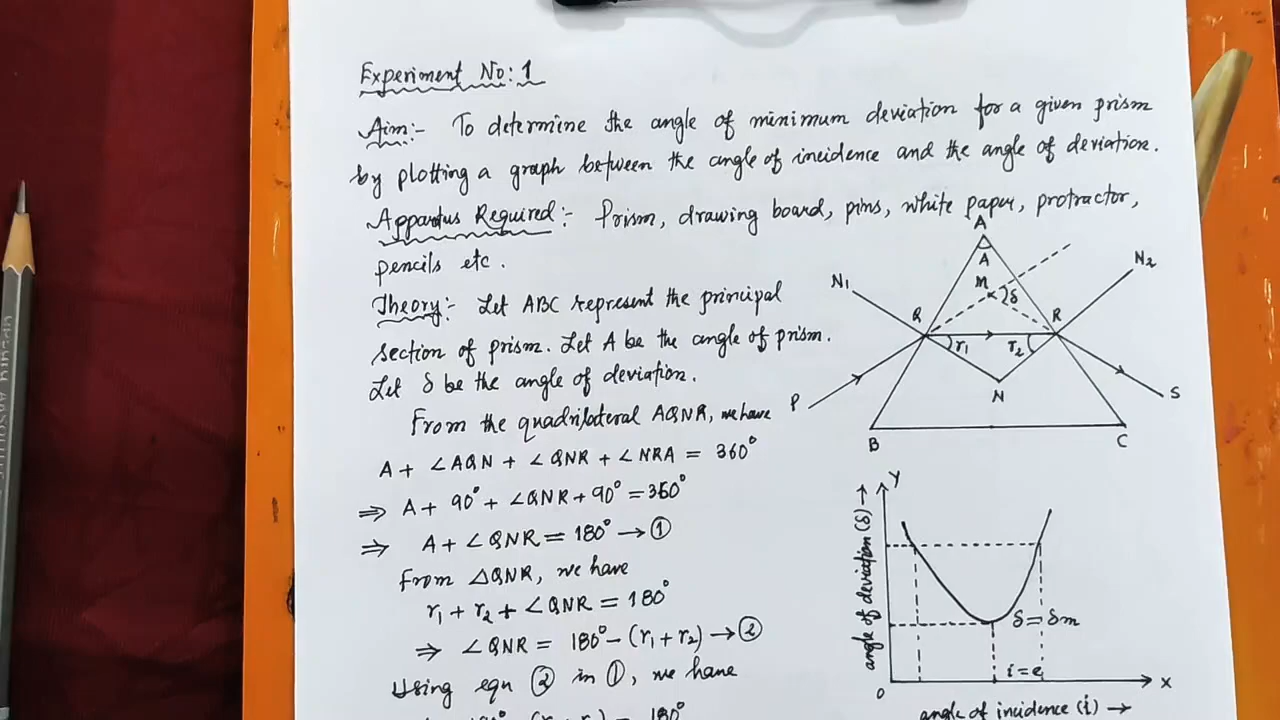 Experiment No: 1
Aim:- To determine the angle of minimum deviation for a given prism
by plotting a graph between the angle of incidence and the angle of deviation.
Apparatus Required:- Prism, drawing board, pins, white paper, protractor,
pencils etc.
Theory:- Let ABC represent the principal
section of prism. Let A be the angle of prism.
Let δ be the angle of deviation.
From the quadrilateral AQNR, we have
A + ∠AQN + ∠QNR + ∠NRA = 360°
⇒ A + 90° + ∠QNR + 90° = 360°
⇒ A + ∠QNR = 180° → ①
From △QNR, we have
r₁ + r₂ + ∠QNR = 180°
⇒ ∠QNR = 180° - (r₁ + r₂) → ②
Using eqn ② in ①, we have
A
A
M
δ
N₁
N₂
Q
R
r₁
r₂
N
P
S
B
C
Y
angle of deviation (δ) →
δ = δm
i = e
O
X
angle of incidence (i) →